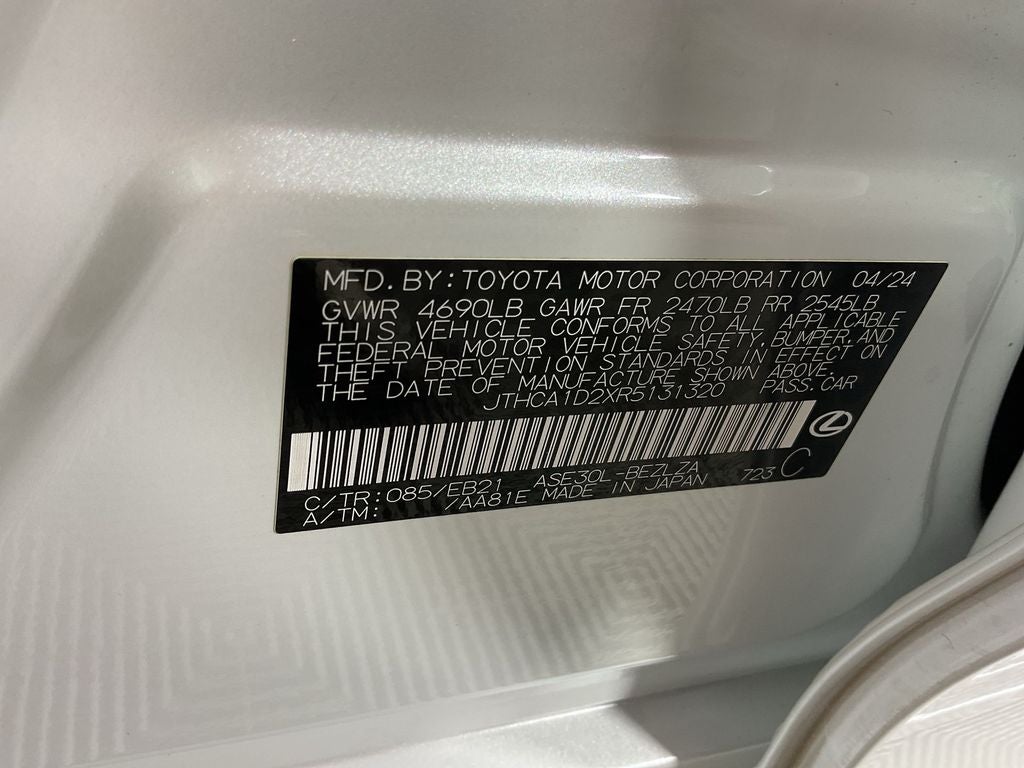 MFD. BY: TOYOTA MOTOR CORPORATION 04/24
GVWR 4690LB GAWR FR 2470LB RR 2545LB
THIS VEHICLE CONFORMS TO ALL APPLICABLE
FEDERAL MOTOR VEHICLE SAFETY, BUMPER, AND
THEFT PREVENTION STANDARDS IN EFFECT ON
THE DATE OF MANUFACTURE SHOWN ABOVE.
JTHCA1D2XR5131320 PASS. CAR
C/TR: 085/EB21 ASE30L-BEZLZA 723 C
A/TM: /AA81E MADE IN JAPAN